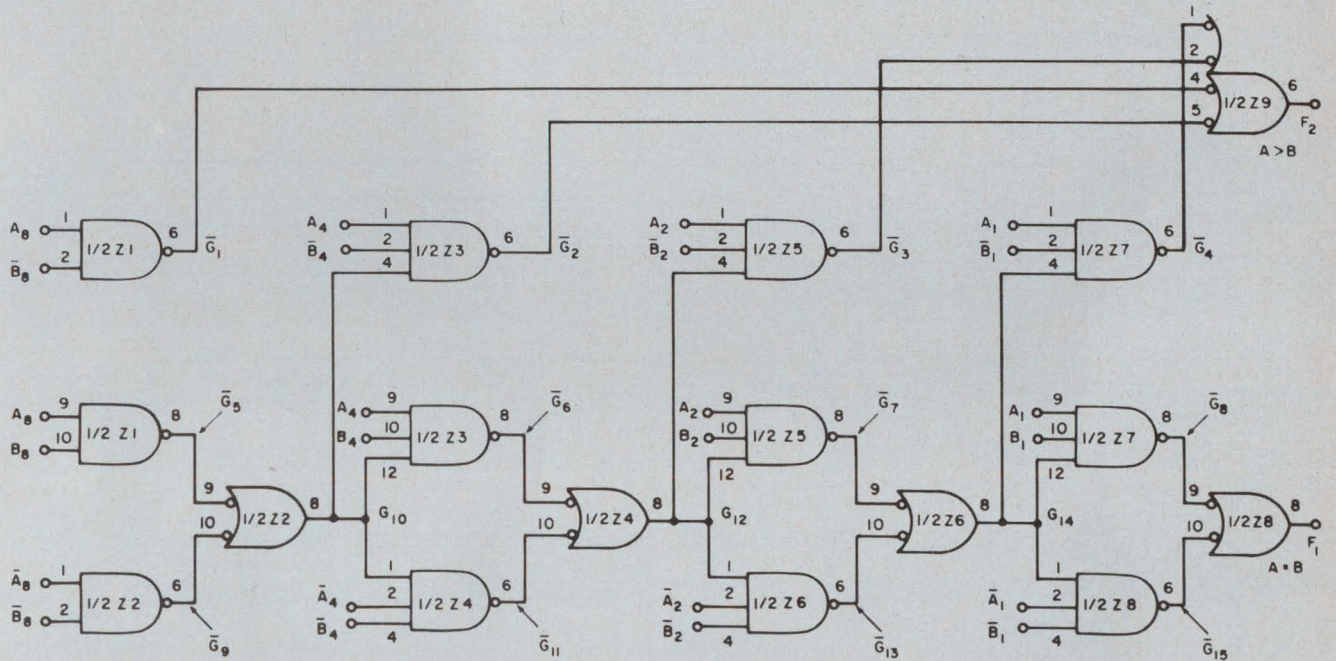 1
2
4
5
1/2 Z9
6
F₂
A > B
A₈ 1
B̄₈ 2
1/2 Z1
6
Ḡ₁
A₄ 1
B̄₄ 2
4
1/2 Z3
6
Ḡ₂
A₂ 1
B̄₂ 2
4
1/2 Z5
6
Ḡ₃
A₁ 1
B̄₁ 2
4
1/2 Z7
6
Ḡ₄
A₈ 9
B₈ 10
1/2 Z1
8
Ḡ₅
A₄ 9
B₄ 10
12
1/2 Z3
8
Ḡ₆
A₂ 9
B₂ 10
12
1/2 Z5
8
Ḡ₇
A₁ 9
B₁ 10
12
1/2 Z7
8
Ḡ₈
9
10
1/2 Z2
8
G₁₀
9
10
1/2 Z4
8
G₁₂
9
10
1/2 Z6
8
G₁₄
9
10
1/2 Z8
8
F₁
A = B
Ā₈ 1
B̄₈ 2
1/2 Z2
6
Ḡ₉
1
Ā₄ 2
B̄₄ 4
1/2 Z4
6
Ḡ₁₁
1
Ā₂ 2
B̄₂ 4
1/2 Z6
6
Ḡ₁₃
1
Ā₁ 2
B̄₁ 4
1/2 Z8
6
Ḡ₁₅